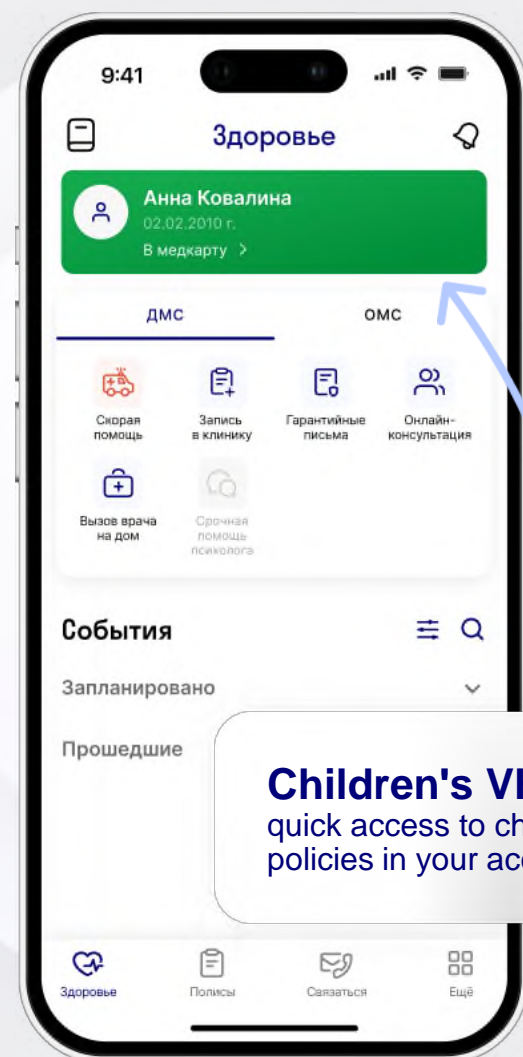 9:41
Здоровье
Анна Ковалина
02.02.2010 г.
В медкарту >
ДМС
ОМС
Скорая
помощь
Запись
в клинику
Гарантийные
письма
Онлайн-
консультация
Вызов врача
на дом
Срочная
помощь
психолога
События
Запланировано
Прошедшие
Children's
quick access to
policies in your
Здоровье
Полисы
Связаться
Ещё